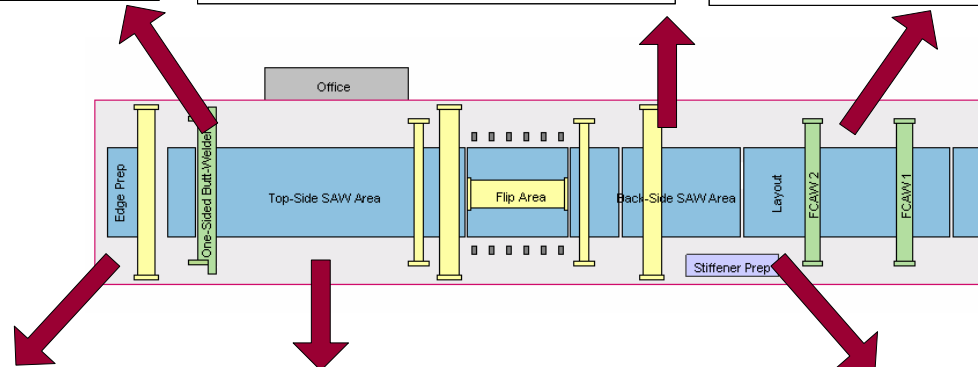 Office
Edge Prep
One-Sided Butt-Welder
Top-Side SAW Area
Flip Area
Back-Side SAW Area
Layout
FCAW 2
FCAW 1
Stiffener Prep